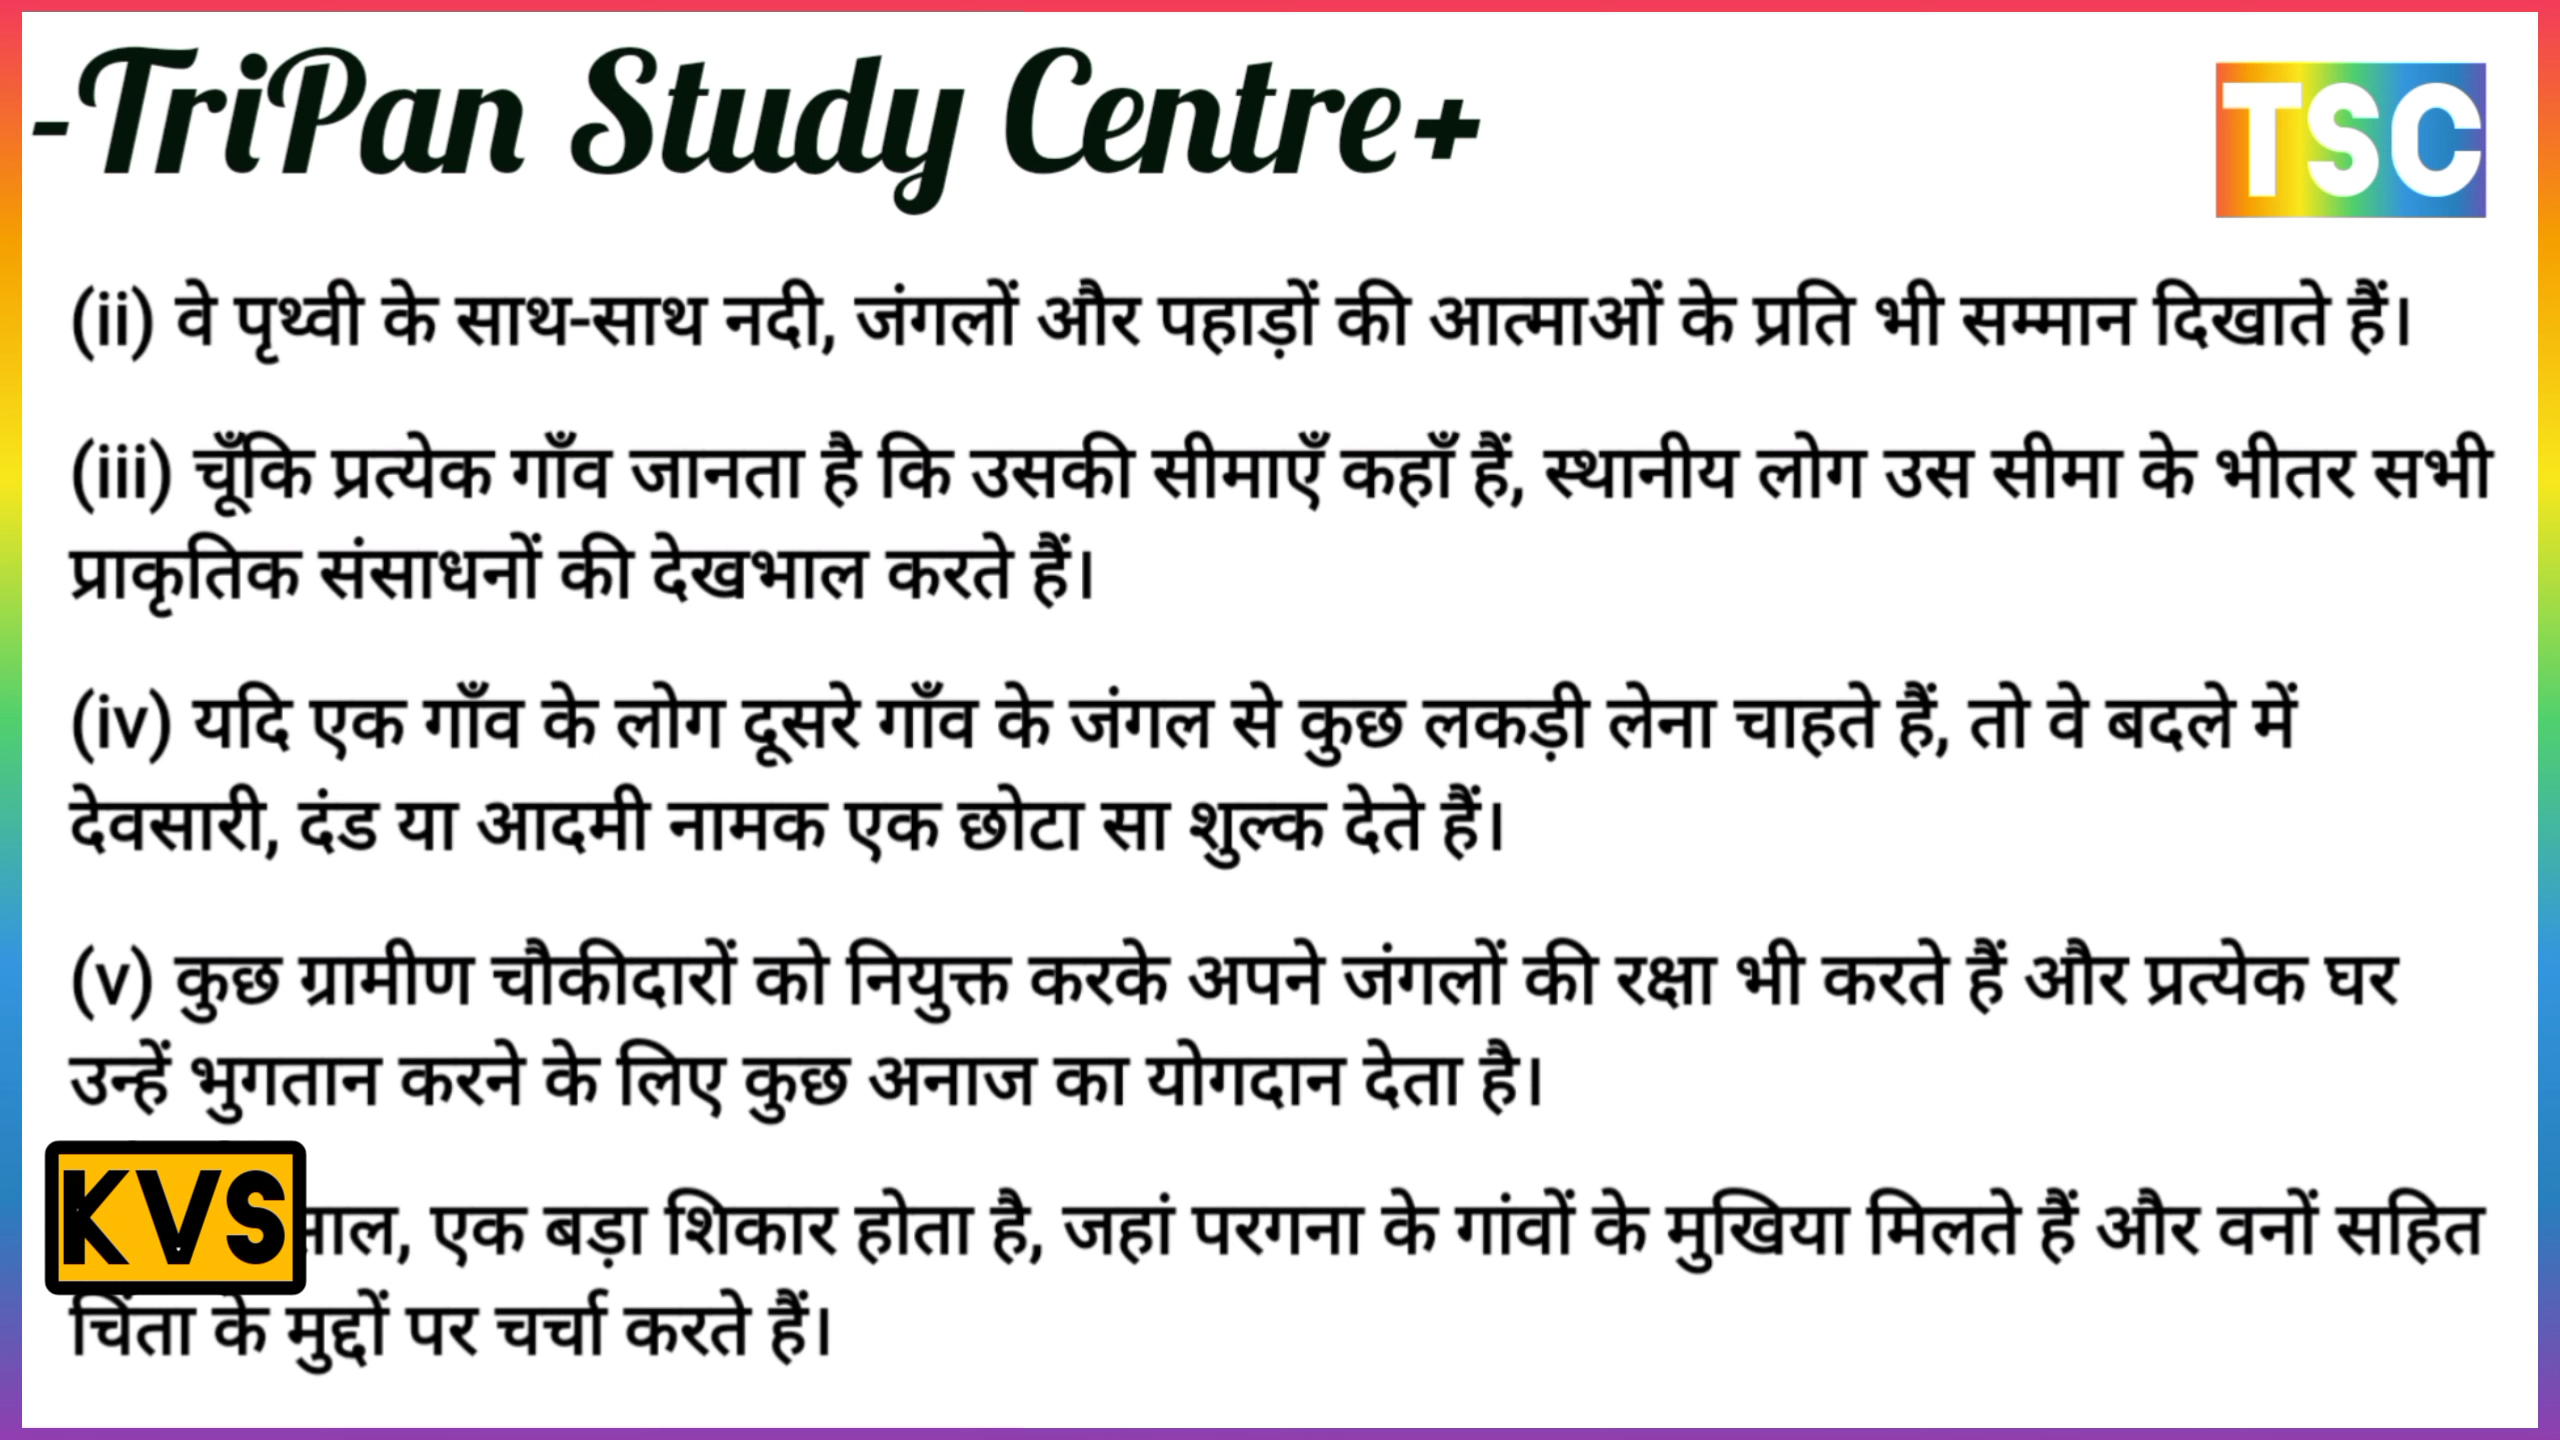 -TriPan Study Centre+
TSC
(ii) वे पृथ्वी के साथ-साथ नदी, जंगलों और पहाड़ों की आत्माओं के प्रति भी सम्मान दिखाते हैं।
(iii) चूँकि प्रत्येक गाँव जानता है कि उसकी सीमाएँ कहाँ हैं, स्थानीय लोग उस सीमा के भीतर सभी
प्राकृतिक संसाधनों की देखभाल करते हैं।
(iv) यदि एक गाँव के लोग दूसरे गाँव के जंगल से कुछ लकड़ी लेना चाहते हैं, तो वे बदले में
देवसारी, दंड या आदमी नामक एक छोटा सा शुल्क देते हैं।
(v) कुछ ग्रामीण चौकीदारों को नियुक्त करके अपने जंगलों की रक्षा भी करते हैं और प्रत्येक घर
उन्हें भुगतान करने के लिए कुछ अनाज का योगदान देता है।
KVS
साल, एक बड़ा शिकार होता है, जहां परगना के गांवों के मुखिया मिलते हैं और वनों सहित
चिंता के मुद्दों पर चर्चा करते हैं।